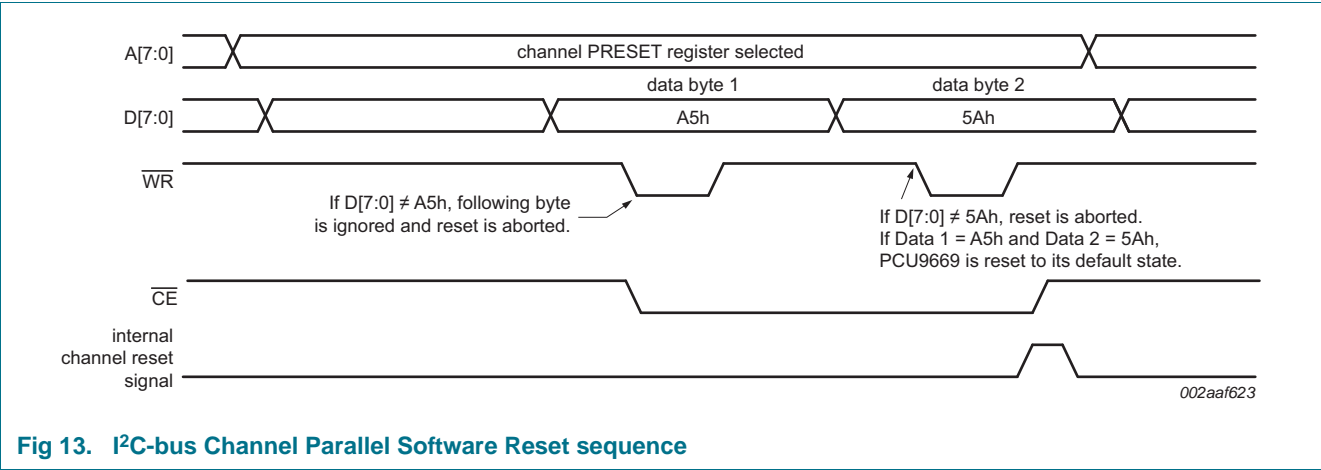 A[7:0]
channel PRESET register selected
data byte 1
data byte 2
D[7:0]
A5h
5Ah
WR
If D[7:0] ≠ A5h, following byte
is ignored and reset is aborted.
If D[7:0] ≠ 5Ah, reset is aborted.
If Data 1 = A5h and Data 2 = 5Ah,
PCU9669 is reset to its default state.
CE
internal
channel reset
signal
002aaf623
Fig 13. I²C-bus Channel Parallel Software Reset sequence